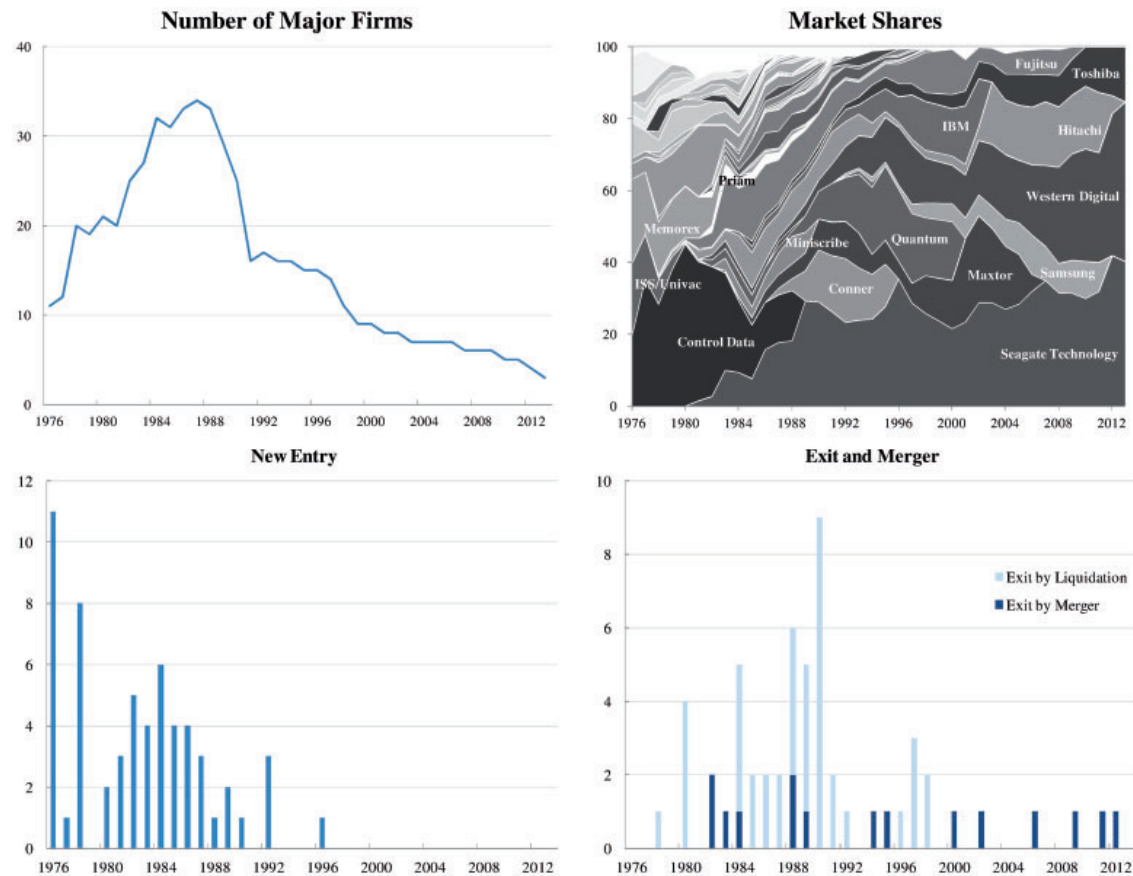 Number of Major Firms
40
30
20
10
0
1976 1980 1984 1988 1992 1996 2000 2004 2008 2012
Market Shares
100
80
60
40
20
0
Fujitsu
Toshiba
IBM
Hitachi
Priam
Western Digital
Memorex
Miniscribe
Quantum
Samsung
ISS/Univac
Conner
Maxtor
Control Data
Seagate Technology
1976 1980 1984 1988 1992 1996 2000 2004 2008 2012
New Entry
12
10
8
6
4
2
0
1976 1980 1984 1988 1992 1996 2000 2004 2008 2012
Exit and Merger
10
8
6
4
2
0
Exit by Liquidation
Exit by Merger
1976 1980 1984 1988 1992 1996 2000 2004 2008 2012